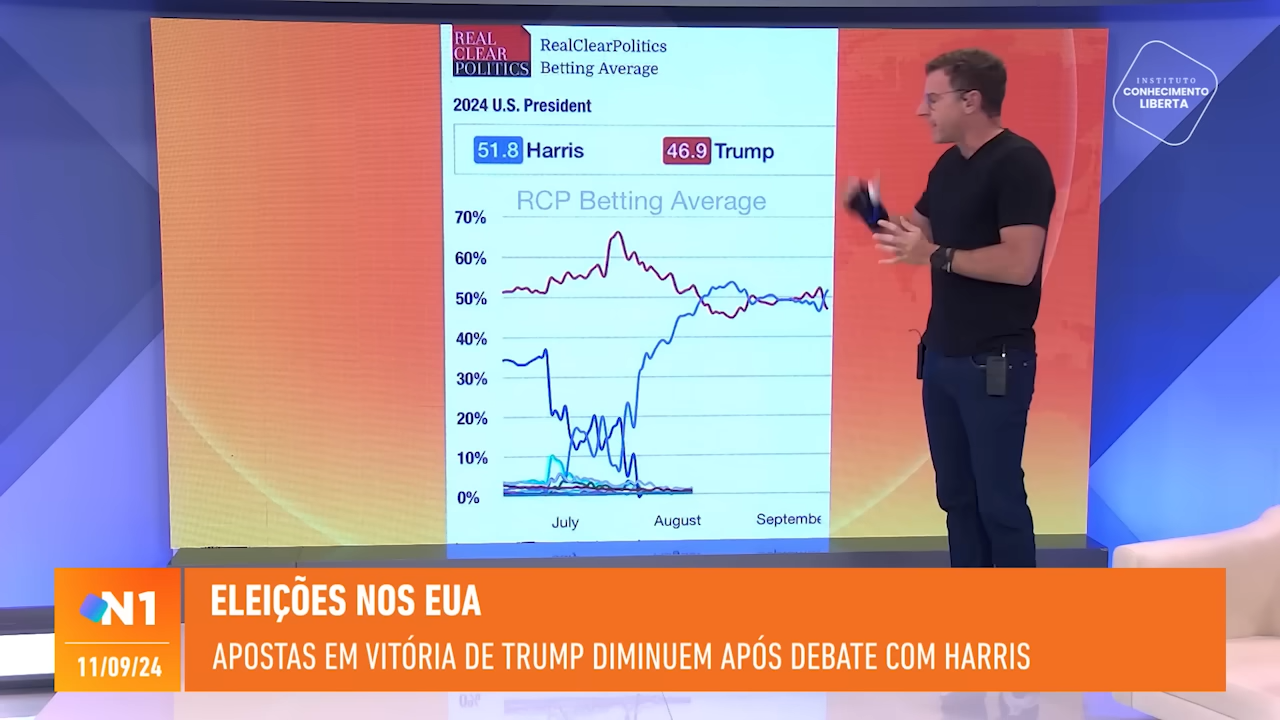 REAL
CLEAR
POLITICS
RealClearPolitics
Betting Average
2024 U.S. President
51.8 Harris
46.9 Trump
RCP Betting Average
70%
60%
50%
40%
30%
20%
10%
0%
July
August
Septembe
INSTITUTO
CONHECIMENTO
LIBERTA
N1
11/09/24
ELEIÇÕES NOS EUA
APOSTAS EM VITÓRIA DE TRUMP DIMINUEM APÓS DEBATE COM HARRIS